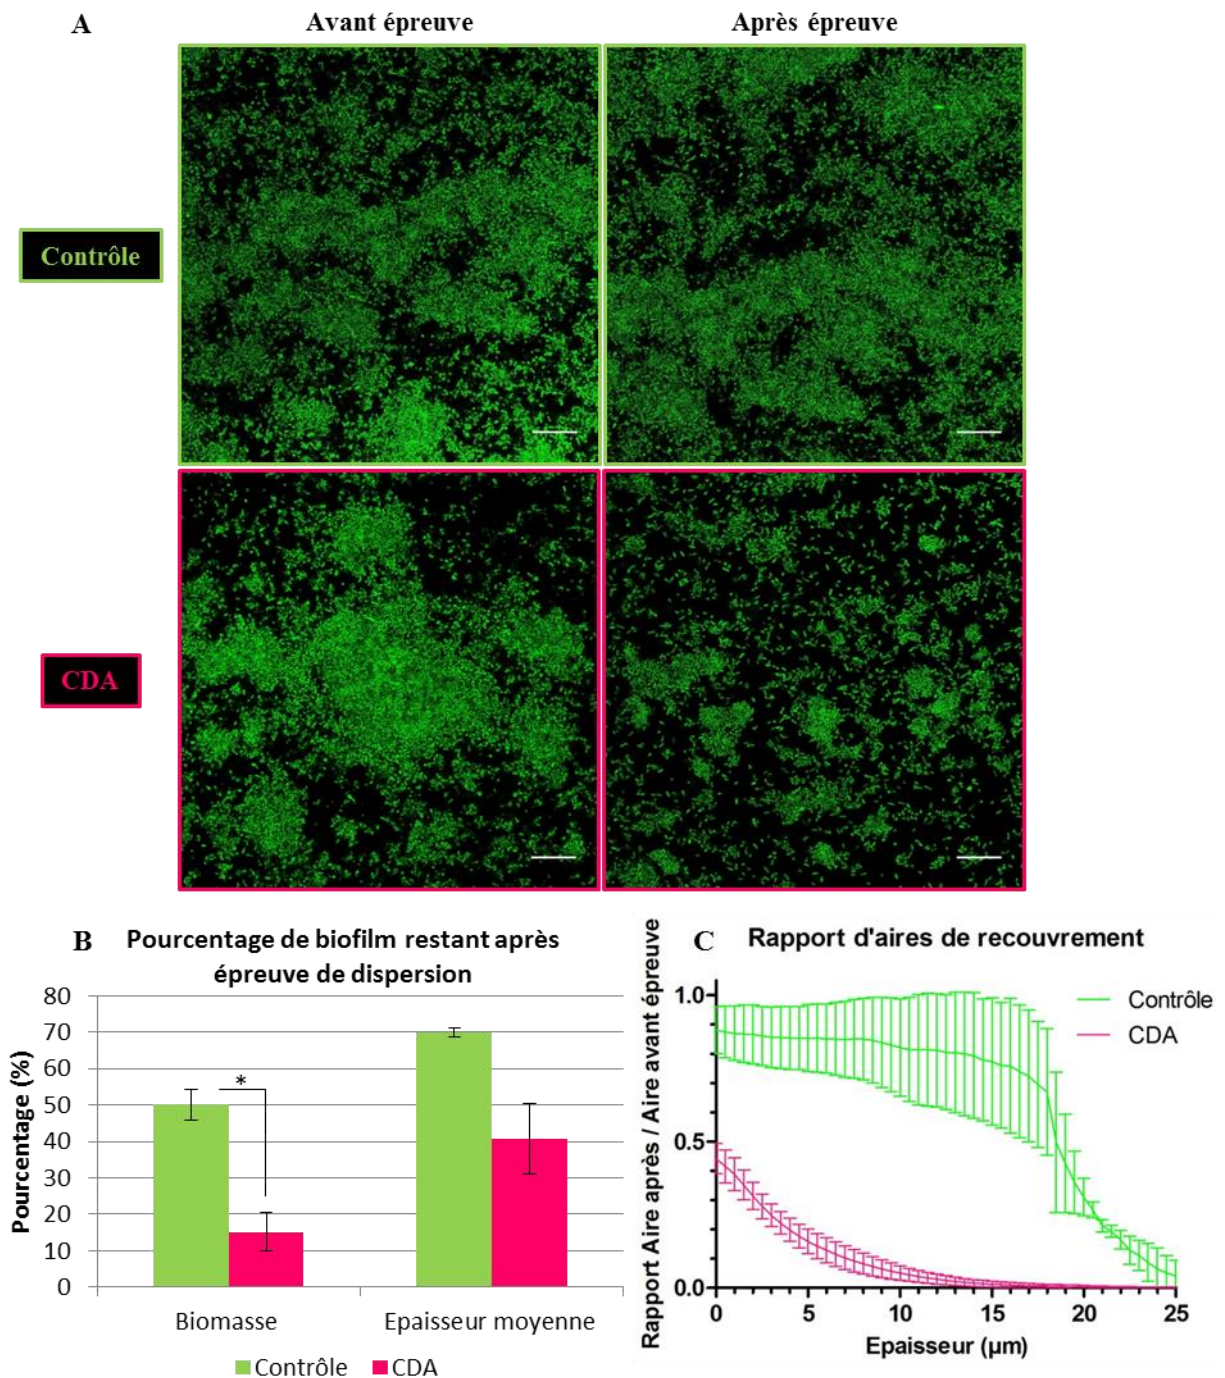 A
Avant épreuve
Après épreuve
Contrôle
CDA
B
Pourcentage de biofilm restant après
épreuve de dispersion
Pourcentage (%)
80
70
60
50
40
30
20
10
0
*
Biomasse
Epaisseur moyenne
Contrôle
CDA
C
Rapport d'aires de recouvrement
Rapport Aire après / Aire avant épreuve
1.0
0.5
0.0
Contrôle
CDA
0
5
10
15
20
25
Epaisseur (µm)